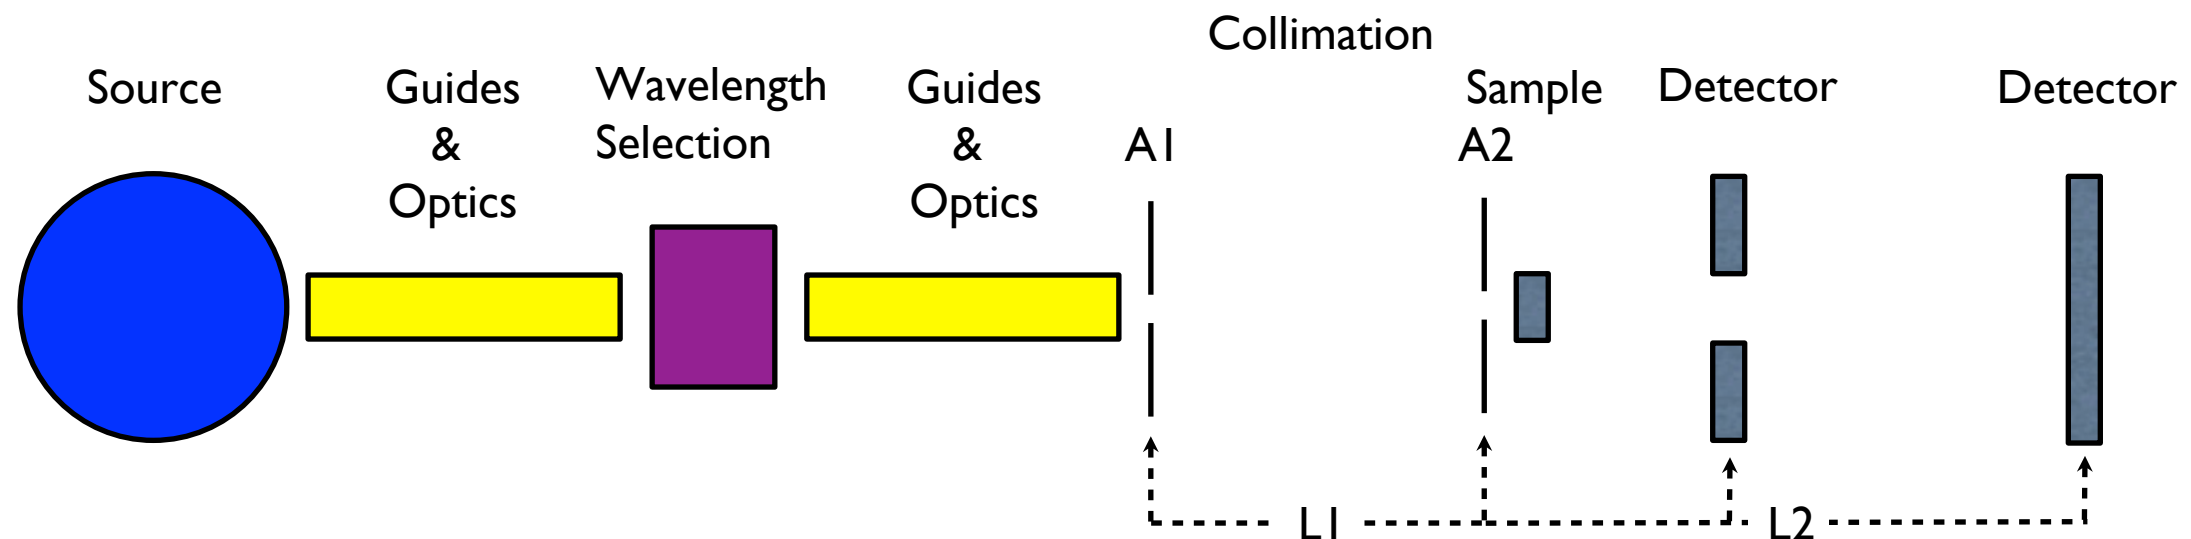 Collimation
Source
Guides
&
Optics
Wavelength
Selection
Guides
&
Optics
A1
Sample
A2
Detector
Detector
L1
L2